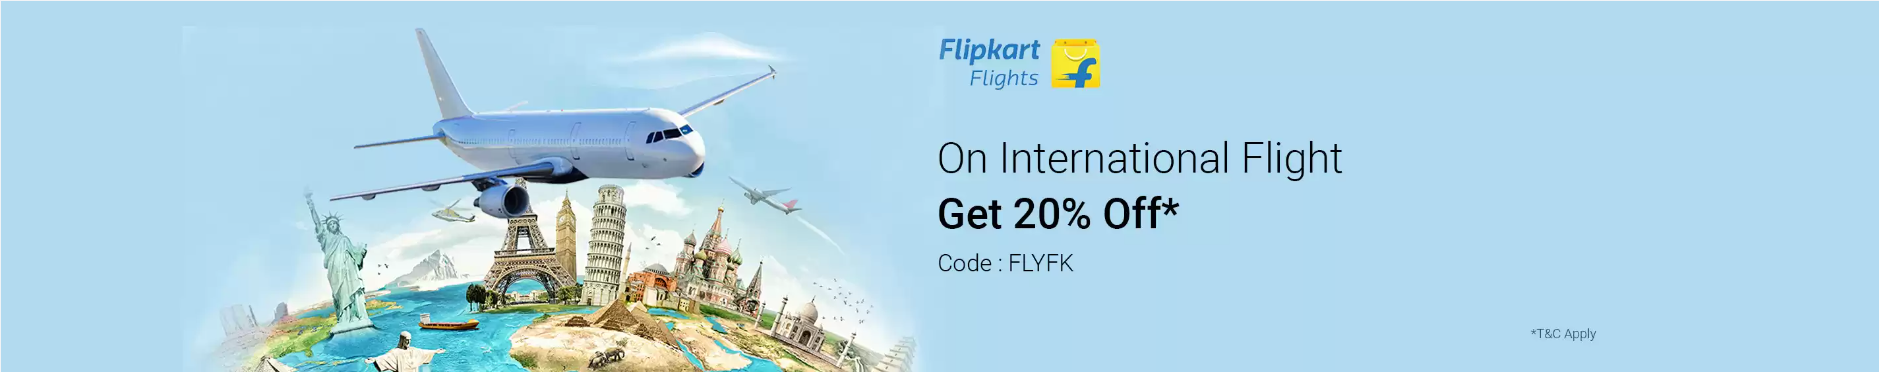 Flipkart
Flights
On International Flight
Get 20% Off*
Code : FLYFK
*T&C Apply